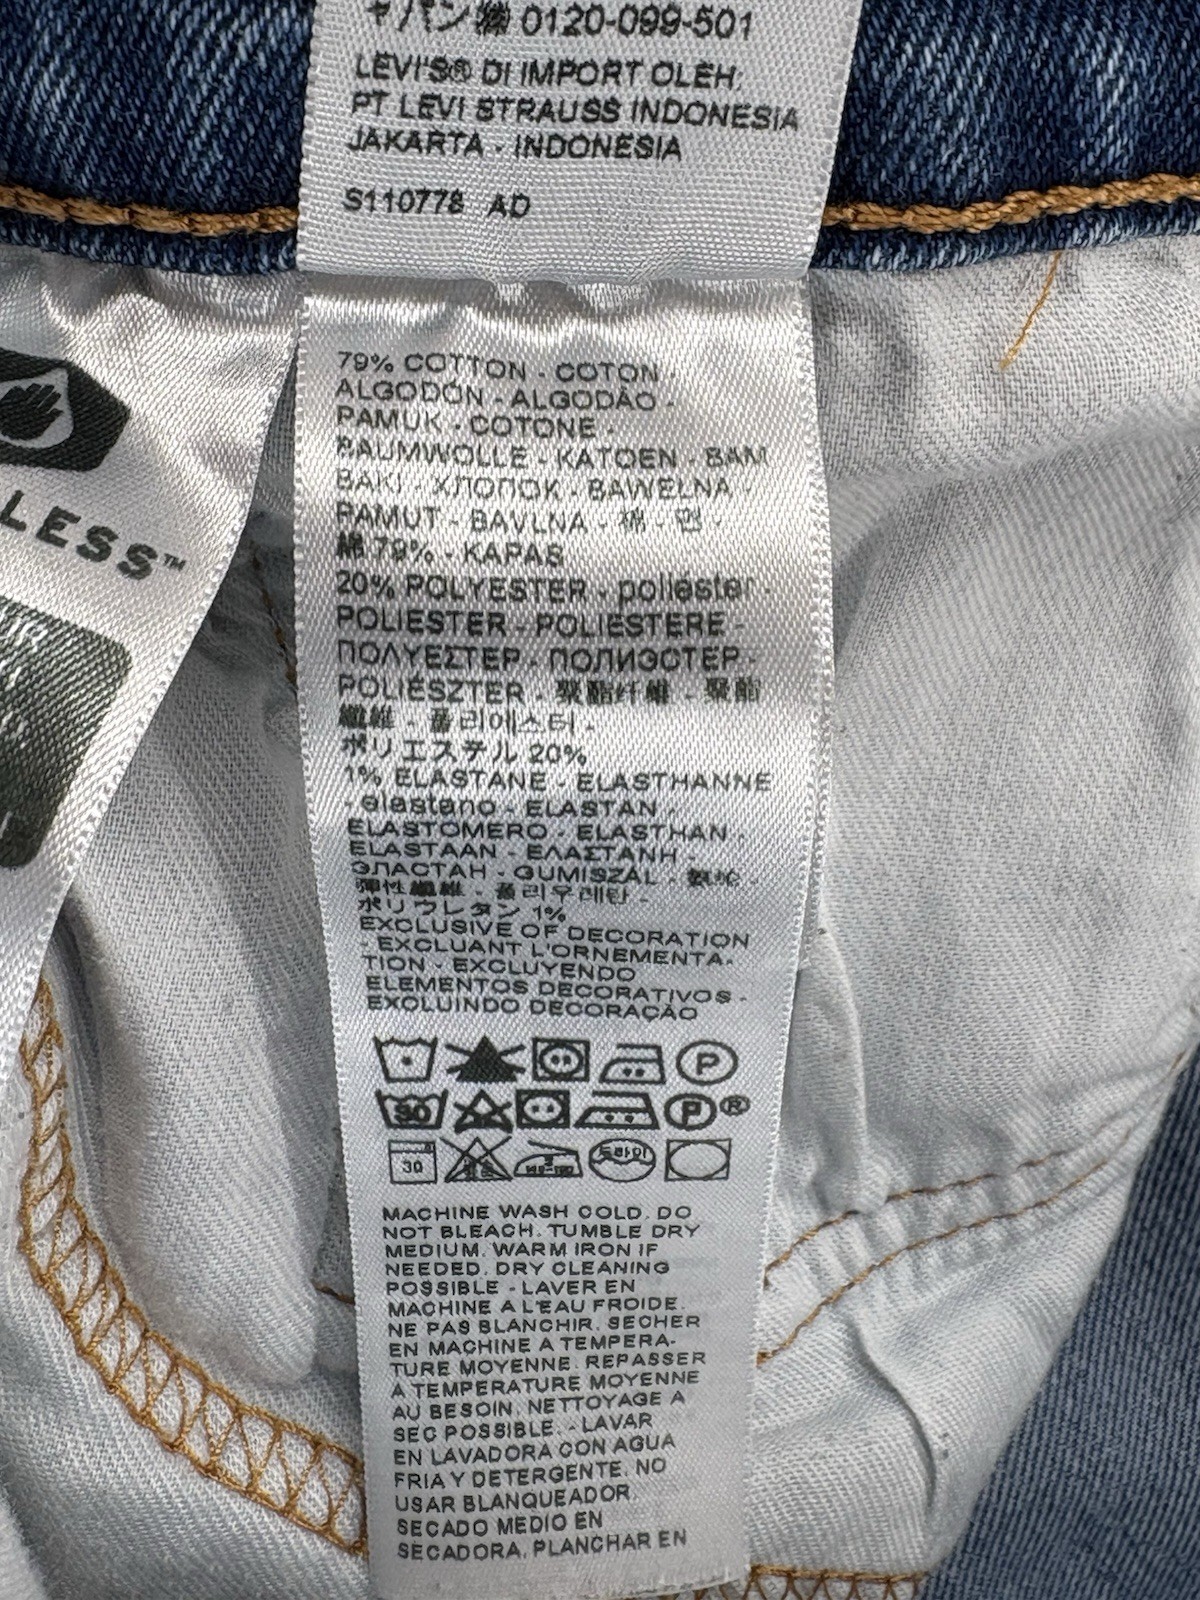 ャパン㈱ 0120-099-501
LEVI'S® DI IMPORT OLEH:
PT LEVI STRAUSS INDONESIA
JAKARTA - INDONESIA
S110778 AD
LESS™
79% COTTON - COTON -
ALGODÓN - ALGODÃO -
PAMUK - COTONE -
BAUMWOLLE - KATOEN - BAM
BAKI - ХЛОПОК - BAWEŁNA -
PAMUT - BAVLNA - 棉 - 면 -
綿 79% - KAPAS
20% POLYESTER - poliéster -
POLIESTER - POLIESTERE -
ΠΟΛΥΕΣΤΕΡ - ПОЛИЭСТЕР -
POLIÉSZTER - 聚酯纤维 - 聚酯
纖維 - 폴리에스터 -
ポリエステル 20%
1% ELASTANE - ELASTHANNE
- elastano - ELASTAN -
ELASTOMERO - ELASTHAN -
ELASTAAN - ΕΛΑΣΤΑΝΗ -
ЭЛАСТАН - GUMISZÁL - 氨纶 -
彈性纖維 - 폴리우레탄 -
ポリウレタン 1%
EXCLUSIVE OF DECORATION
- EXCLUANT L'ORNEMENTA-
TION - EXCLUYENDO
ELEMENTOS DECORATIVOS -
EXCLUINDO DECORAÇÃO
P
30 P ®
30 드라이
MACHINE WASH COLD. DO
NOT BLEACH. TUMBLE DRY
MEDIUM. WARM IRON IF
NEEDED. DRY CLEANING
POSSIBLE - LAVER EN
MACHINE A L'EAU FROIDE.
NE PAS BLANCHIR. SECHER
EN MACHINE A TEMPERA-
TURE MOYENNE. REPASSER
A TEMPERATURE MOYENNE
AU BESOIN. NETTOYAGE A
SEC POSSIBLE. - LAVAR
EN LAVADORA CON AGUA
FRIA Y DETERGENTE. NO
USAR BLANQUEADOR.
SECADO MEDIO EN
SECADORA. PLANCHAR EN